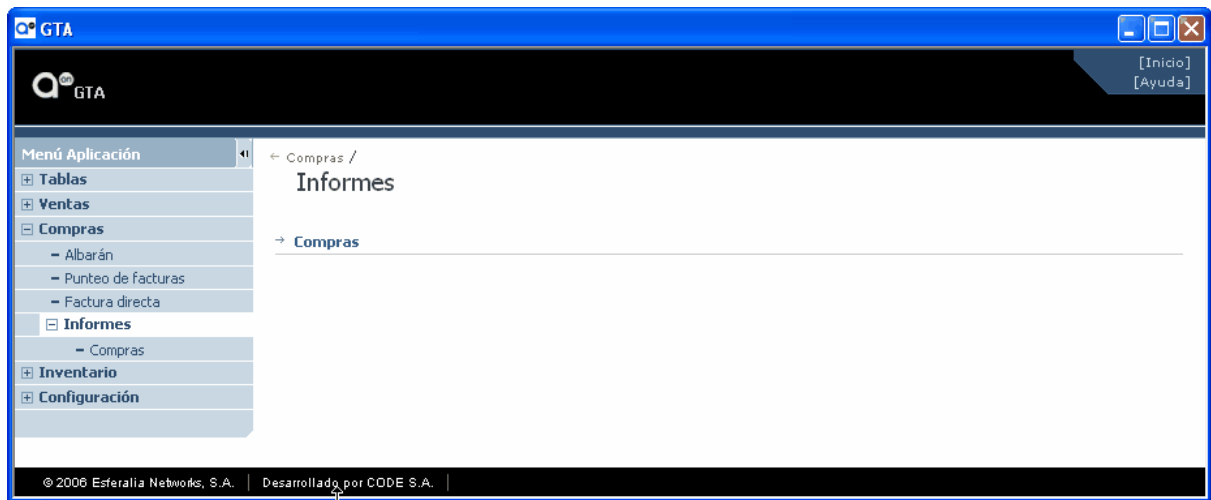 GTA
[Inicio]
[Ayuda]
aon GTA
Menú Aplicación
Tablas
Ventas
Compras
Albarán
Punteo de facturas
Factura directa
Informes
Compras
Inventario
Configuración
← Compras /
Informes
→ Compras
© 2006 Esferalia Networks, S.A. | Desarrollado por CODE S.A. |